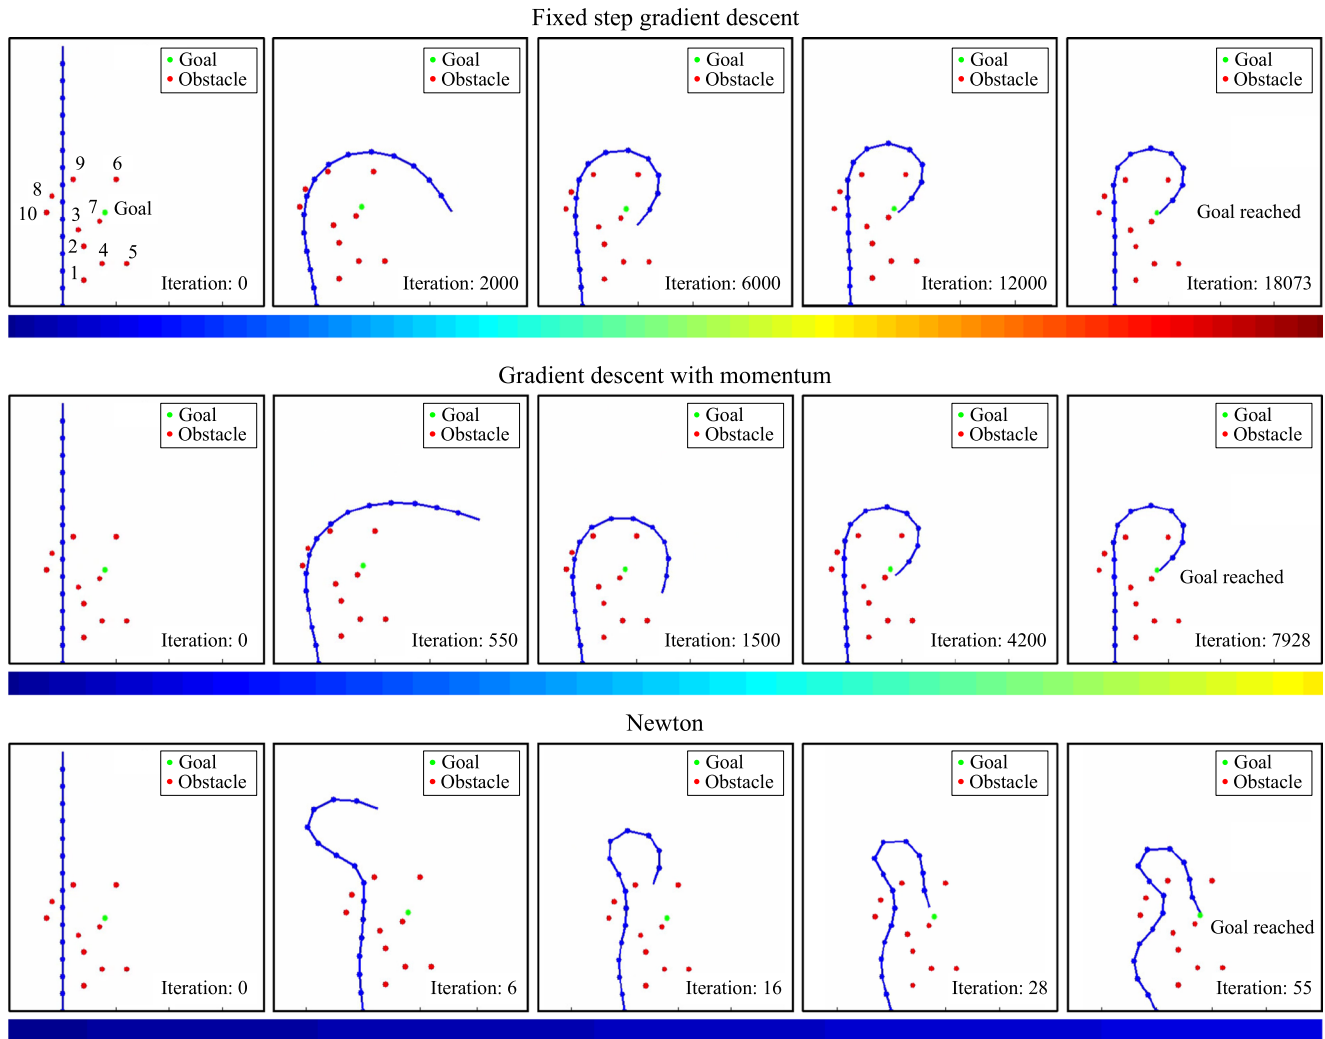 Fixed step gradient descent
Goal
Obstacle
9
6
8
10
7
Goal
3
2
4
5
1
Iteration: 0
Goal
Obstacle
Iteration: 2000
Goal
Obstacle
Iteration: 6000
Goal
Obstacle
Iteration: 12000
Goal
Obstacle
Goal reached
Iteration: 18073
Gradient descent with momentum
Goal
Obstacle
Iteration: 0
Goal
Obstacle
Iteration: 550
Goal
Obstacle
Iteration: 1500
Goal
Obstacle
Iteration: 4200
Goal
Obstacle
Goal reached
Iteration: 7928
Newton
Goal
Obstacle
Iteration: 0
Goal
Obstacle
Iteration: 6
Goal
Obstacle
Iteration: 16
Goal
Obstacle
Iteration: 28
Goal
Obstacle
Goal reached
Iteration: 55